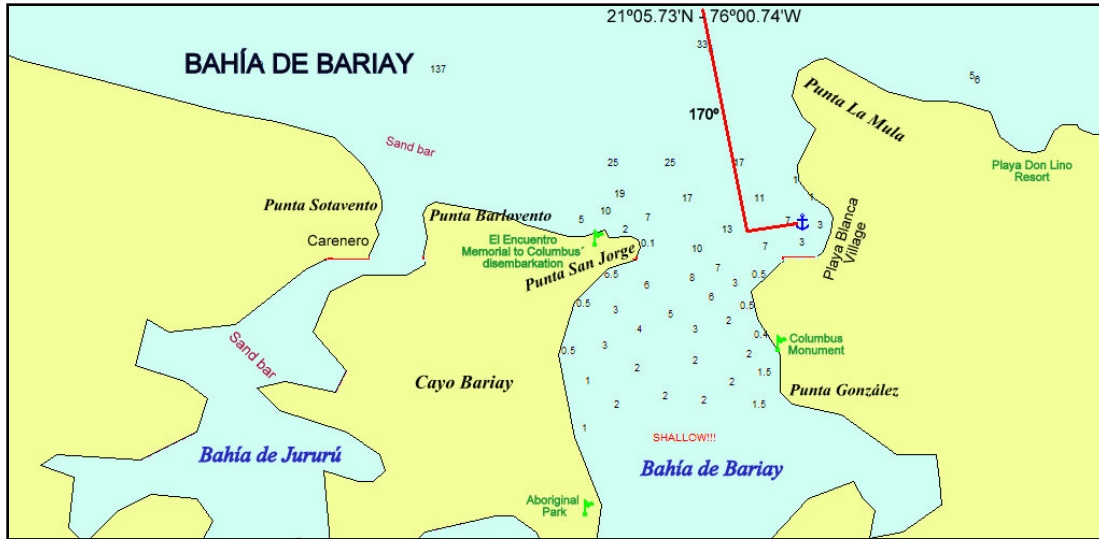 21º05.73'N - 76º00.74'W
BAHÍA DE BARIAY
137
33
5
6
170º
Punta La Mula
Sand bar
25
25
17
Playa Don Lino
Resort
1
1
19
17
11
Punta Sotavento
Punta Barlovento
5
10
7
7
3
2
13
Carenero
El Encuentro
Memorial to Columbus´
disembarkation
0.1
10
7
3
Playa Blanca
Village
Punta San Jorge
6.5
6
7
8
3
0.5
0.5
3
6
0.5
5
2
4
3
0.4
Sand bar
0.5
3
2
2
Columbus
Monument
Cayo Bariay
1
2
2
2
1.5
Punta González
2
2
1.5
1
SHALLOW!!!
Bahía de Jururú
Bahía de Bariay
Aboriginal
Park